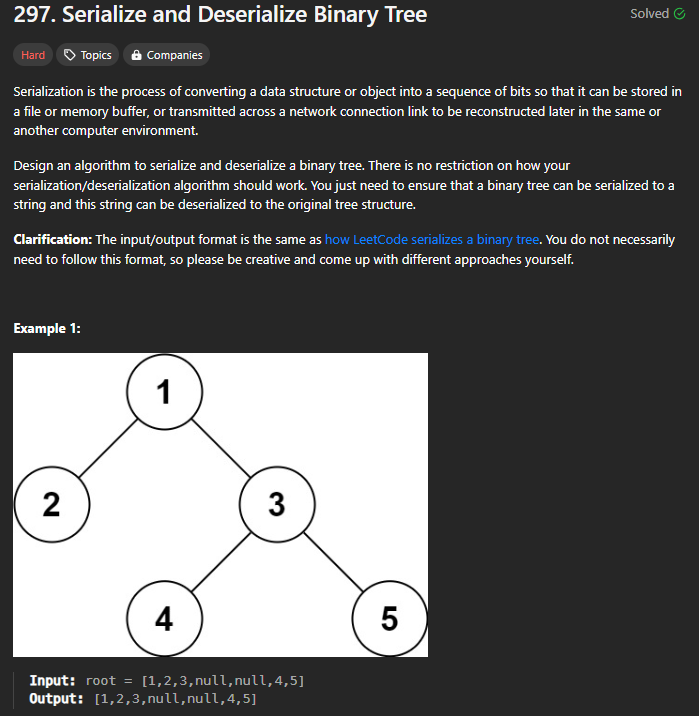 297. Serialize and Deserialize Binary Tree
Solved
Hard Topics Companies
Serialization is the process of converting a data structure or object into a sequence of bits so that it can be stored in
a file or memory buffer, or transmitted across a network connection link to be reconstructed later in the same or
another computer environment.
Design an algorithm to serialize and deserialize a binary tree. There is no restriction on how your
serialization/deserialization algorithm should work. You just need to ensure that a binary tree can be serialized to a
string and this string can be deserialized to the original tree structure.
Clarification: The input/output format is the same as how LeetCode serializes a binary tree. You do not necessarily
need to follow this format, so please be creative and come up with different approaches yourself.
Example 1:
1
2
3
4
5
Input: root = [1,2,3,null,null,4,5]
Output: [1,2,3,null,null,4,5]